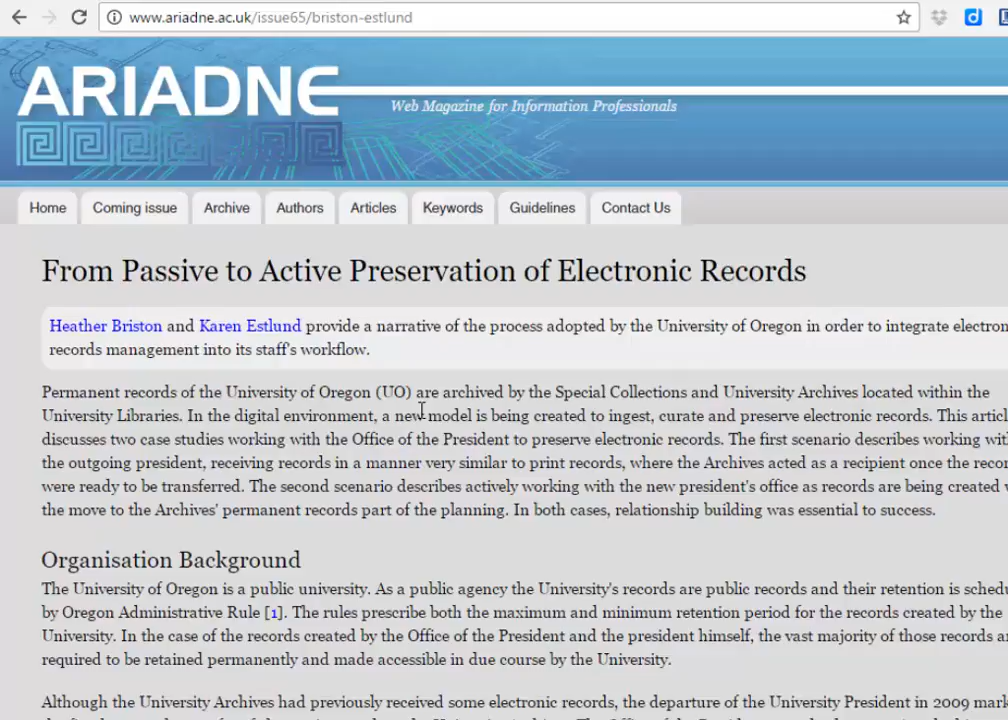 www.ariadne.ac.uk/issue65/briston-estlund
ARIADNE
Web Magazine for Information Professionals
Home Coming issue Archive Authors Articles Keywords Guidelines Contact Us
From Passive to Active Preservation of Electronic Records
Heather Briston and Karen Estlund provide a narrative of the process adopted by the University of Oregon in order to integrate
records management into its staff's workflow.
Permanent records of the University of Oregon (UO) are archived by the Special Collections and University Archives located within the
University Libraries. In the digital environment, a new model is being created to ingest, curate and preserve electronic records. This
discusses two case studies working with the Office of the President to preserve electronic records. The first scenario describes working
the outgoing president, receiving records in a manner very similar to print records, where the Archives acted as a recipient once the
were ready to be transferred. The second scenario describes actively working with the new president's office as records are being created
the move to the Archives' permanent records part of the planning. In both cases, relationship building was essential to success.
Organisation Background
The University of Oregon is a public university. As a public agency the University's records are public records and their retention is
by Oregon Administrative Rule [1]. The rules prescribe both the maximum and minimum retention period for the records created by the
University. In the case of the records created by the Office of the President and the president himself, the vast majority of those records
required to be retained permanently and made accessible in due course by the University.
Although the University Archives had previously received some electronic records, the departure of the University President in 2009